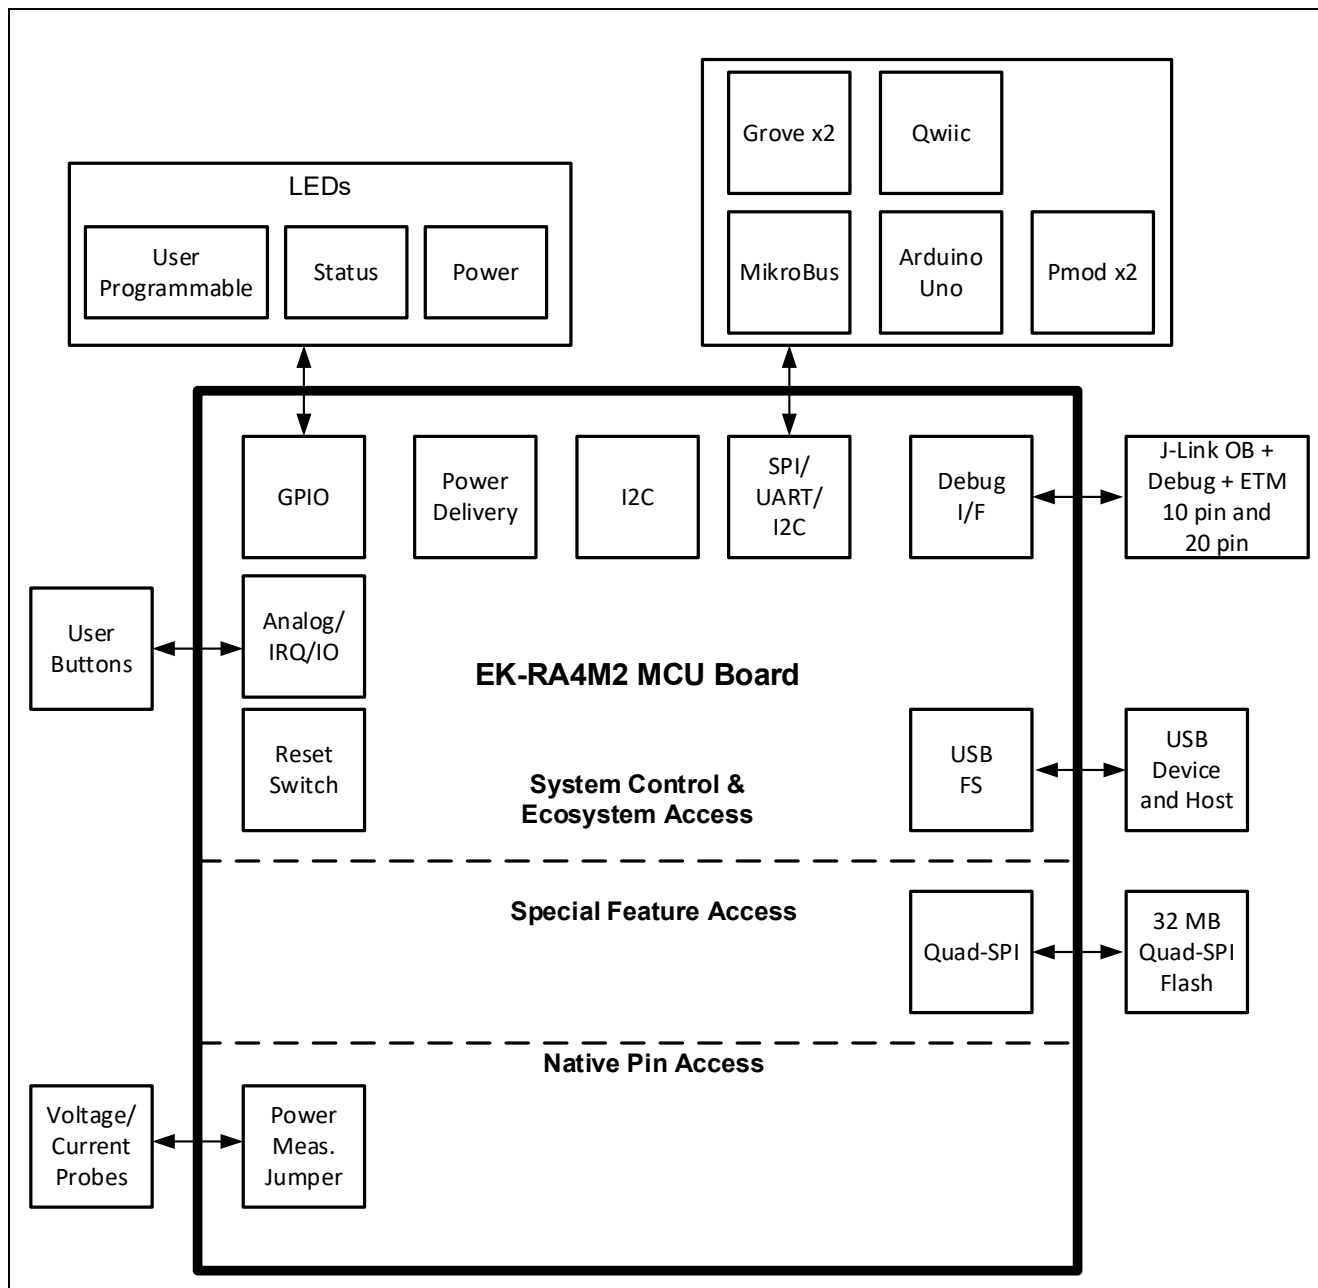 Grove x2
Qwiic
LEDs
User
Programmable
Status
Power
MikroBus
Arduino
Uno
Pmod x2
GPIO
Power
Delivery
I2C
SPI/
UART/
I2C
Debug
I/F
J-Link OB +
Debug + ETM
10 pin and
20 pin
User
Buttons
Analog/
IRQ/IO
EK-RA4M2 MCU Board
Reset
Switch
System Control &
Ecosystem Access
USB
FS
USB
Device
and Host
Special Feature Access
Quad-SPI
32 MB
Quad-SPI
Flash
Native Pin Access
Voltage/
Current
Probes
Power
Meas.
Jumper